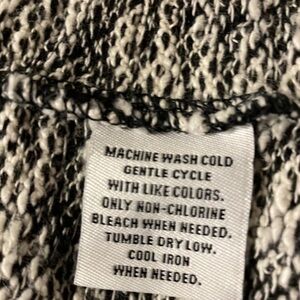 MACHINE WASH COLD
GENTLE CYCLE
WITH LIKE COLORS.
ONLY NON-CHLORINE
BLEACH WHEN NEEDED.
TUMBLE DRY LOW.
COOL IRON
WHEN NEEDED.